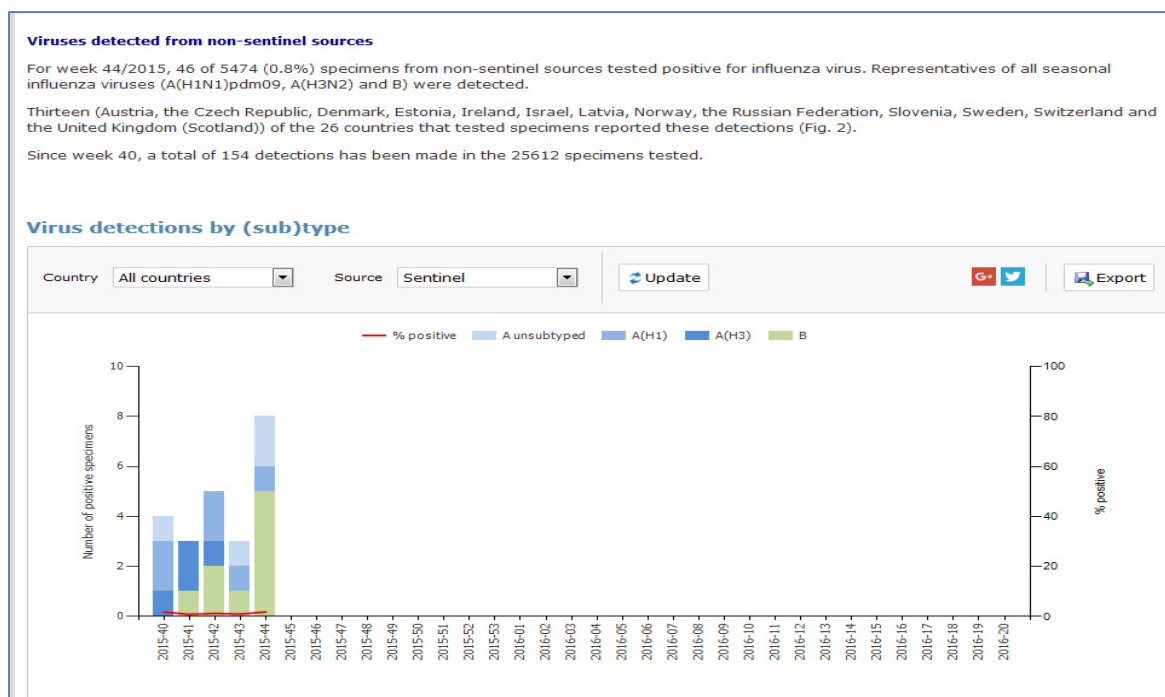 Viruses detected from non-sentinel sources
For week 44/2015, 46 of 5474 (0.8%) specimens from non-sentinel sources tested positive for influenza virus. Representatives of all seasonal
influenza viruses (A(H1N1)pdm09, A(H3N2) and B) were detected.
Thirteen (Austria, the Czech Republic, Denmark, Estonia, Ireland, Israel, Latvia, Norway, the Russian Federation, Slovenia, Sweden, Switzerland and
the United Kingdom (Scotland)) of the 26 countries that tested specimens reported these detections (Fig. 2).
Since week 40, a total of 154 detections has been made in the 25612 specimens tested.
Virus detections by (sub)type
Country All countries Source Sentinel Update G+ Export
% positive A unsubtyped A(H1) A(H3) B
10 100
8 80
6 60
4 40
2 20
0 0
Number of positive specimens
% positive
2015-40 2015-41 2015-42 2015-43 2015-44 2015-45 2015-46 2015-47 2015-48 2015-49 2015-50 2015-51 2015-52 2015-53 2016-01 2016-02 2016-03 2016-04 2016-05 2016-06 2016-07 2016-08 2016-09 2016-10 2016-11 2016-12 2016-13 2016-14 2016-15 2016-16 2016-17 2016-18 2016-19 2016-20